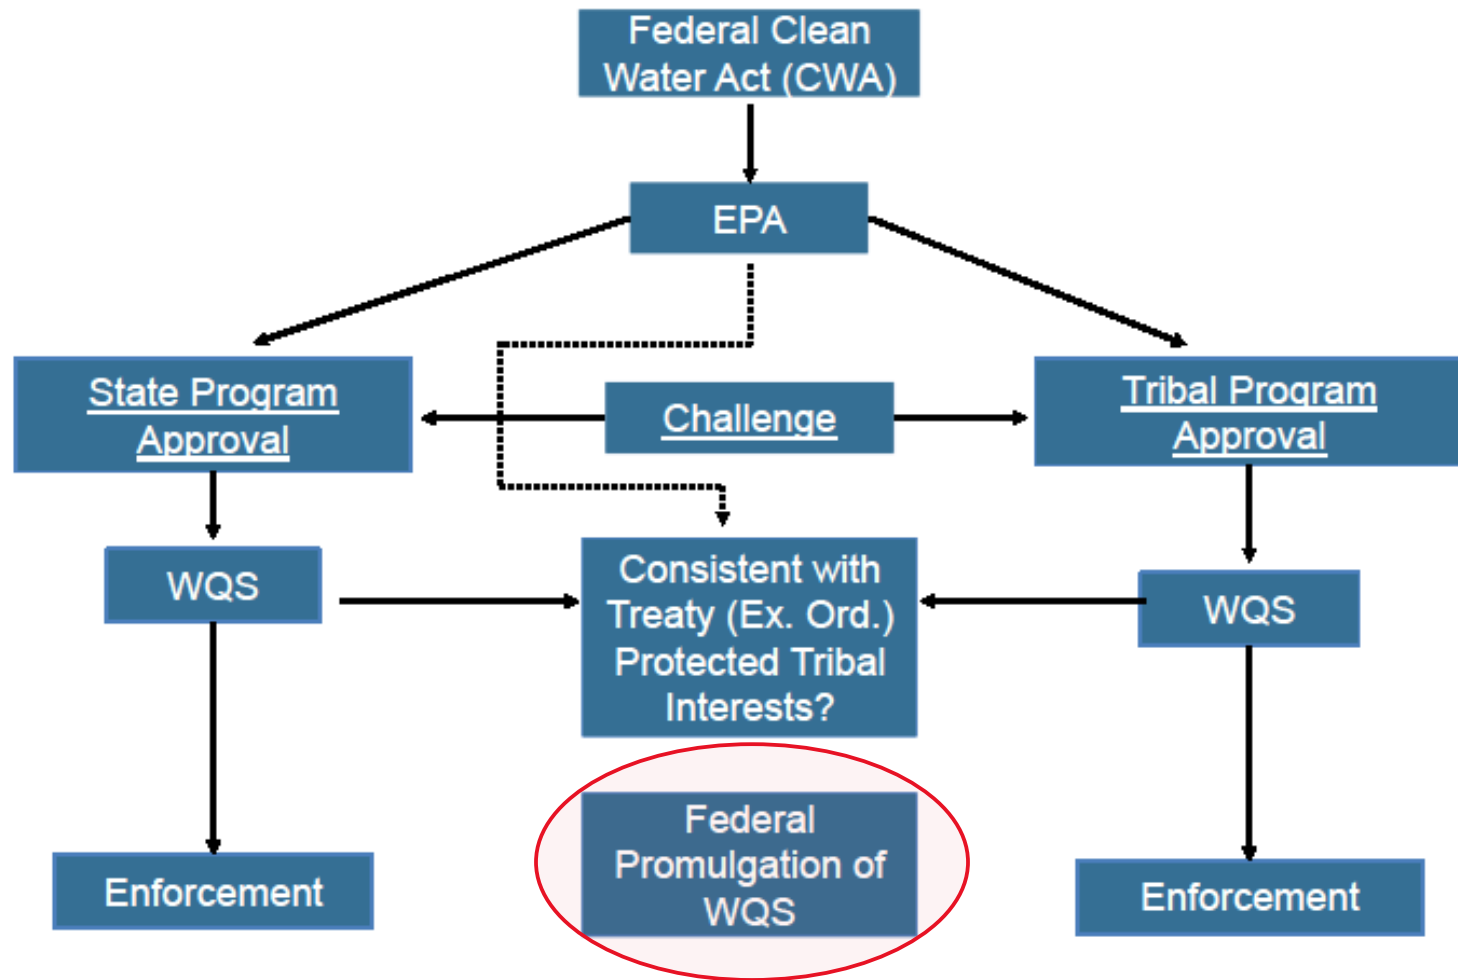 Federal Clean
Water Act (CWA)
EPA
State Program
Approval
Challenge
Tribal Program
Approval
WQS
Consistent with
Treaty (Ex. Ord.)
Protected Tribal
Interests?
WQS
Enforcement
Federal
Promulgation of
WQS
Enforcement